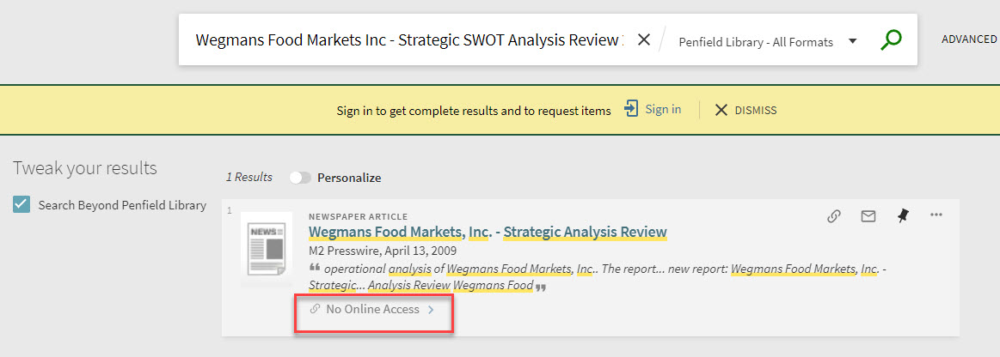 Wegmans Food Markets Inc - Strategic SWOT Analysis Review
Penfield Library - All Formats
ADVANCED
Sign in to get complete results and to request items Sign in DISMISS
Tweak your results
1 Results Personalize
Search Beyond Penfield Library
1
NEWS
NEWSPAPER ARTICLE
Wegmans Food Markets, Inc. - Strategic Analysis Review
M2 Presswire, April 13, 2009
❝ operational analysis of Wegmans Food Markets, Inc.. The report... new report: Wegmans Food Markets, Inc. -
Strategic... Analysis Review Wegmans Food ❞
No Online Access